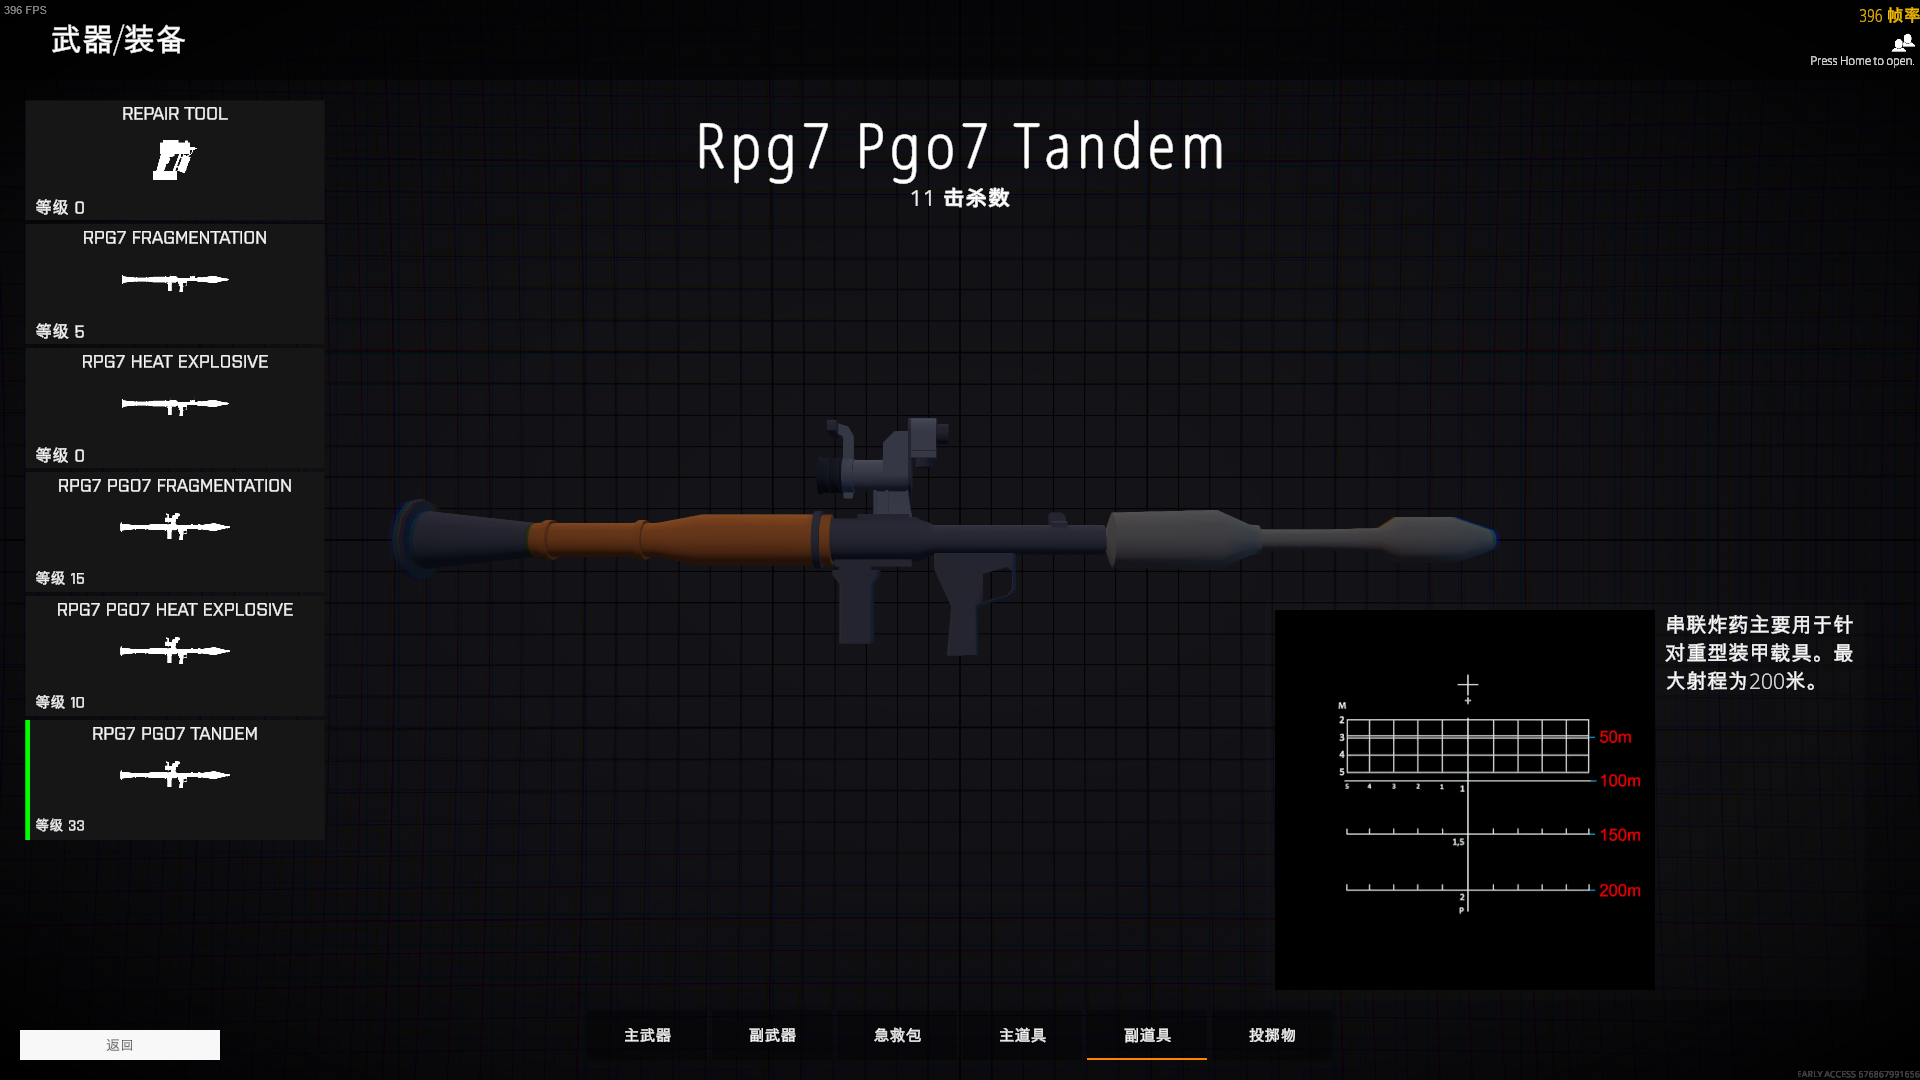 396 FPS
396 帧率
武器/装备
Press Home to open.
REPAIR TOOL
等级 0
RPG7 FRAGMENTATION
等级 5
RPG7 HEAT EXPLOSIVE
等级 0
RPG7 PGO7 FRAGMENTATION
等级 15
RPG7 PGO7 HEAT EXPLOSIVE
等级 10
RPG7 PGO7 TANDEM
等级 33
Rpg7 Pgo7 Tandem
11 击杀数
M
2
3
4
5
5 4 3 2 1 1
1,5
2
P
50m
100m
150m
200m
串联炸药主要用于针
对重型装甲载具。最
大射程为200米。
返回
主武器 副武器 急救包 主道具 副道具 投掷物
EARLY ACCESS 676867991656